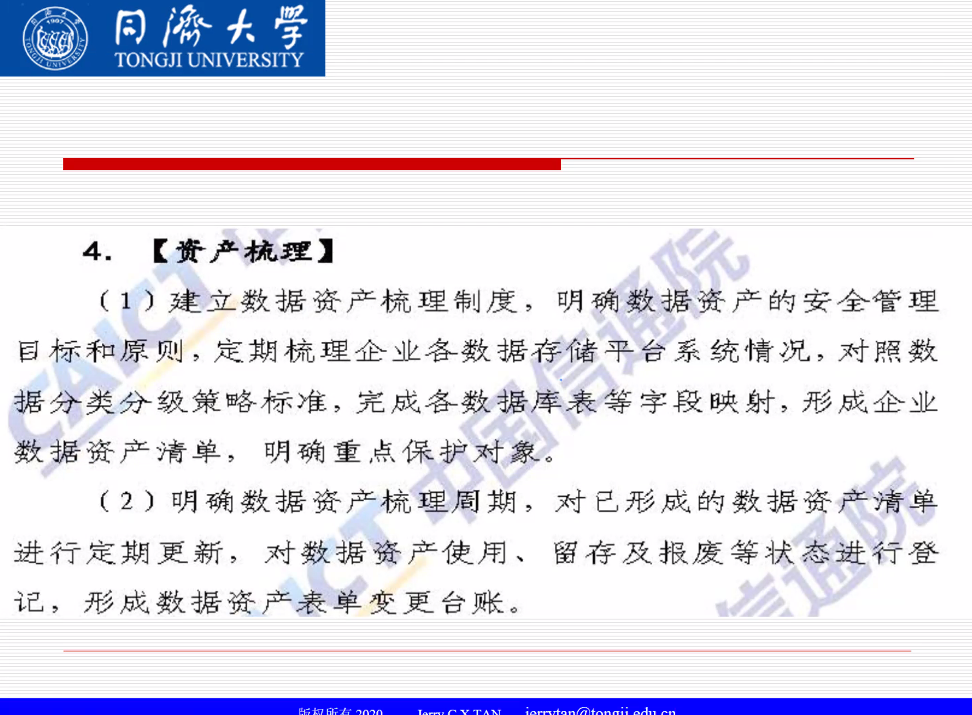 同濟大学
TONGJI UNIVERSITY
4. 【资产梳理】
（1）建立数据资产梳理制度，明确数据资产的安全管理
目标和原则，定期梳理企业各数据存储平台系统情况，对照数
据分类分级策略标准，完成各数据库表等字段映射，形成企业
数据资产清单，明确重点保护对象。
（2）明确数据资产梳理周期，对已形成的数据资产清单
进行定期更新，对数据资产使用、留存及报废等状态进行登
记，形成数据资产表单变更台账。
CAICT 中国信通院
版权所有 2020 Jerry C X TAN jerrytan@tongji.edu.cn